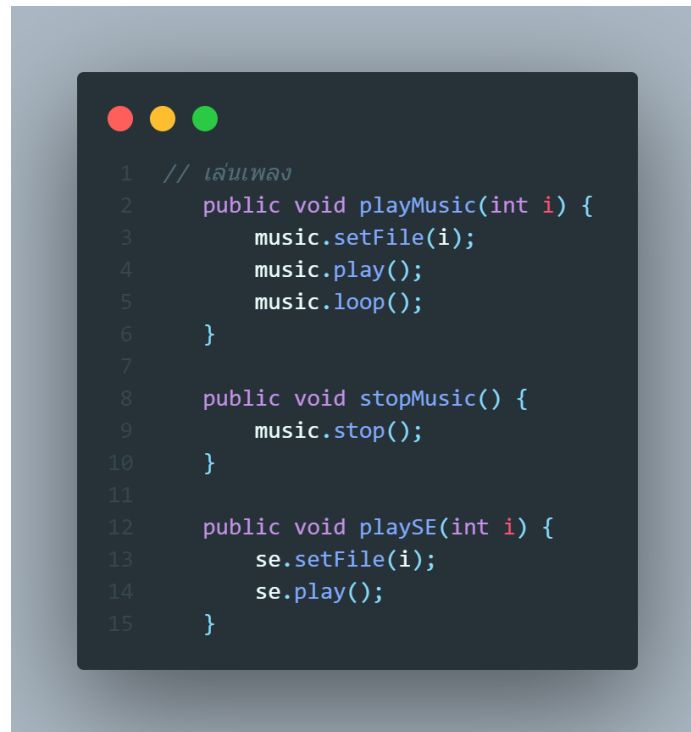 1 // เล่นเพลง
2 public void playMusic(int i) {
3 music.setFile(i);
4 music.play();
5 music.loop();
6 }
7
8 public void stopMusic() {
9 music.stop();
10 }
11
12 public void playSE(int i) {
13 se.setFile(i);
14 se.play();
15 }